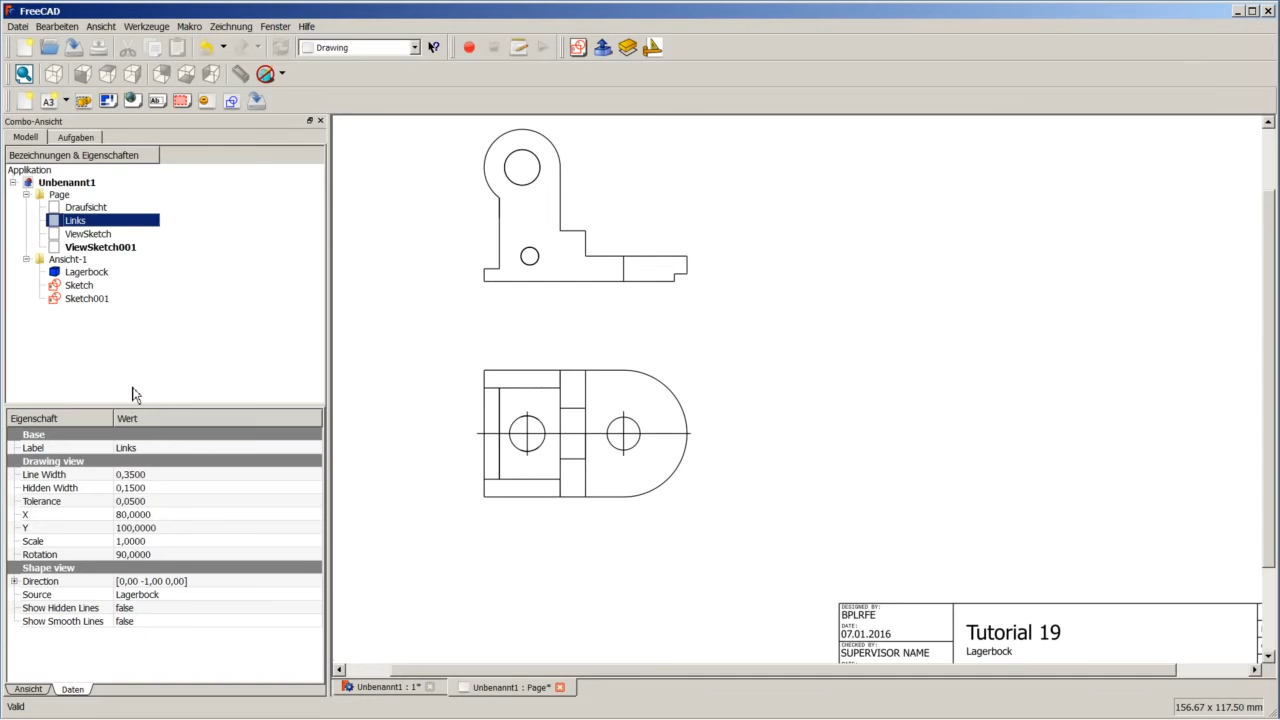 FreeCAD
Datei Bearbeiten Ansicht Werkzeuge Makro Zeichnung Fenster Hilfe
Drawing
A3
Combo-Ansicht
Modell Aufgaben
Bezeichnungen & Eigenschaften
Applikation
Unbenannt1
Page
Draufsicht
Links
ViewSketch
ViewSketch001
Ansicht-1
Lagerbock
Sketch
Sketch001
Eigenschaft Wert
Base
Label Links
Drawing view
Line Width 0,3500
Hidden Width 0,1500
Tolerance 0,0500
X 80,0000
Y 100,0000
Scale 1,0000
Rotation 90,0000
Shape view
Direction [0,00 -1,00 0,00]
Source Lagerbock
Show Hidden Lines false
Show Smooth Lines false
Ansicht Daten
DESIGNED BY:
BPLRFE
DATE:
07.01.2016
CHECKED BY:
SUPERVISOR NAME
DATE:
Tutorial 19
Lagerbock
Unbenannt1 : 1*
Unbenannt1 : Page*
Valid
156.67 x 117.50 mm